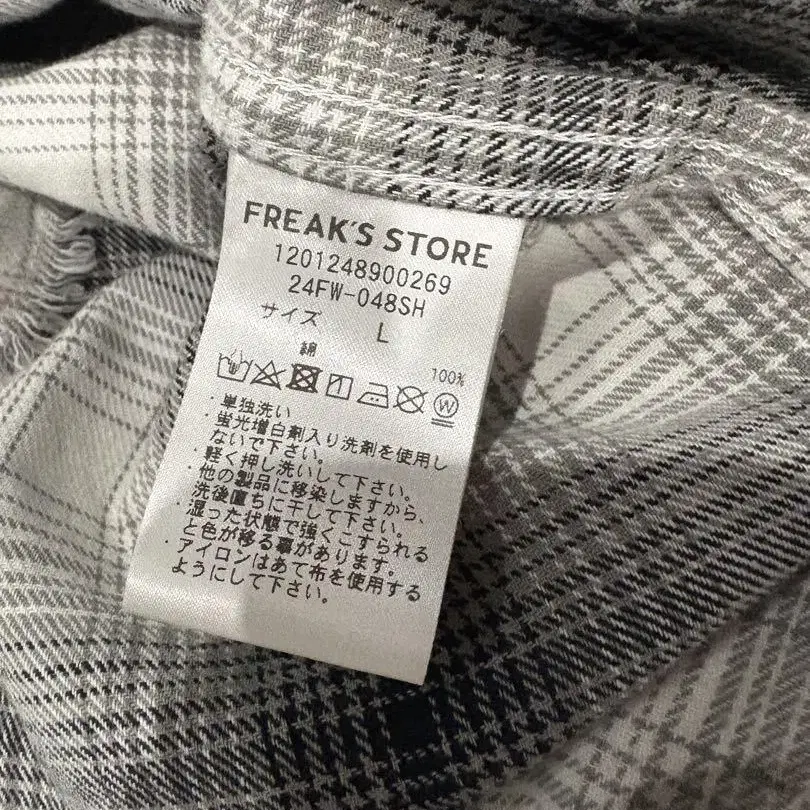 FREAK'S STORE
1201248900269
24FW-048SH
サイズ L
綿
100%
W
・単独洗い
・蛍光増白剤入り洗剤を使用し
ないで下さい。
・軽く押し洗いして下さい。
・他の製品に移染しますから、
洗後直ちに干して下さい。
・湿った状態で強くこすられる
と色が移る事があります。
・アイロンはあて布を使用する
ようにして下さい。